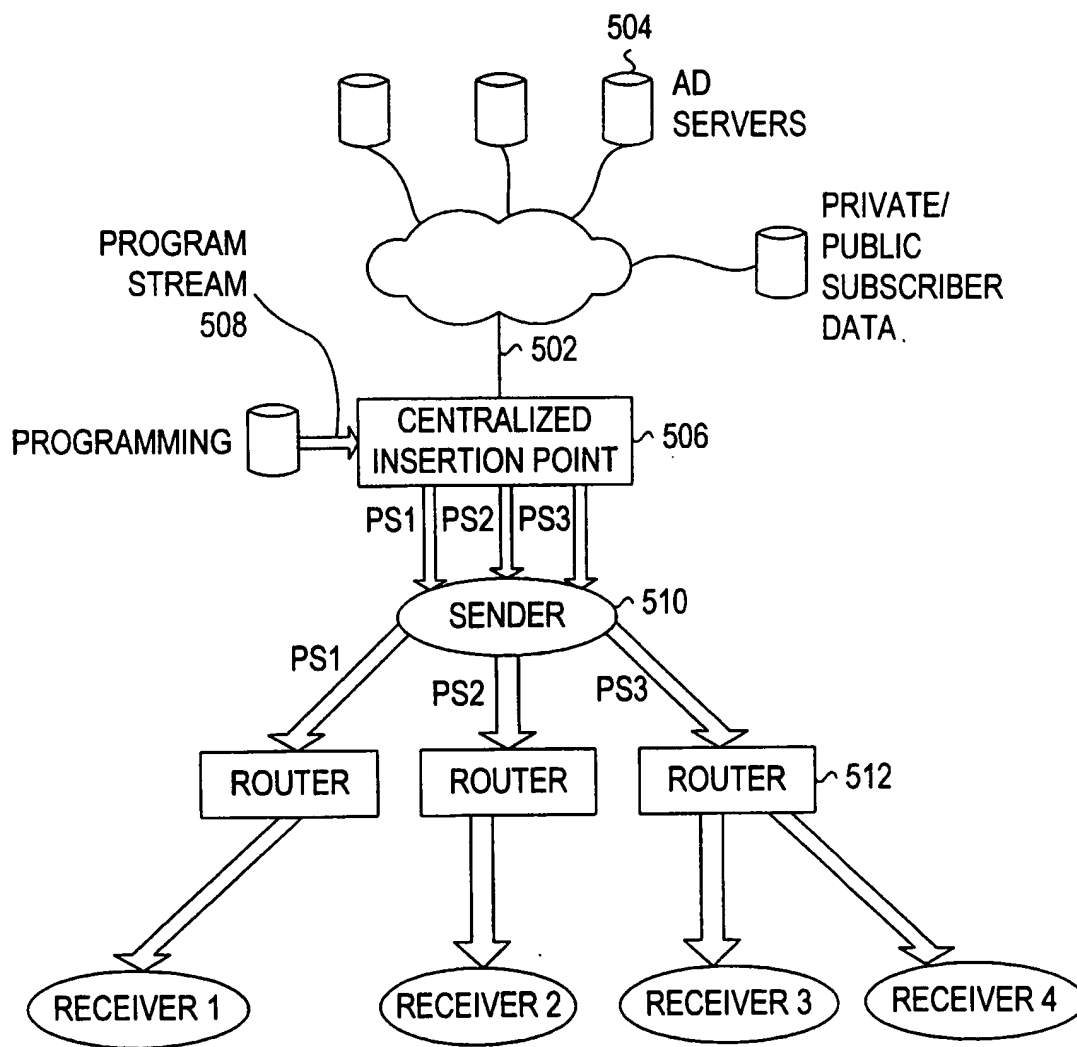 504
AD
SERVERS
PRIVATE/
PUBLIC
SUBSCRIBER
DATA
PROGRAM
STREAM
508
502
PROGRAMMING
CENTRALIZED
INSERTION POINT
506
PS1 PS2 PS3
SENDER
510
PS1
PS2
PS3
ROUTER
ROUTER
ROUTER
512
RECEIVER 1
RECEIVER 2
RECEIVER 3
RECEIVER 4